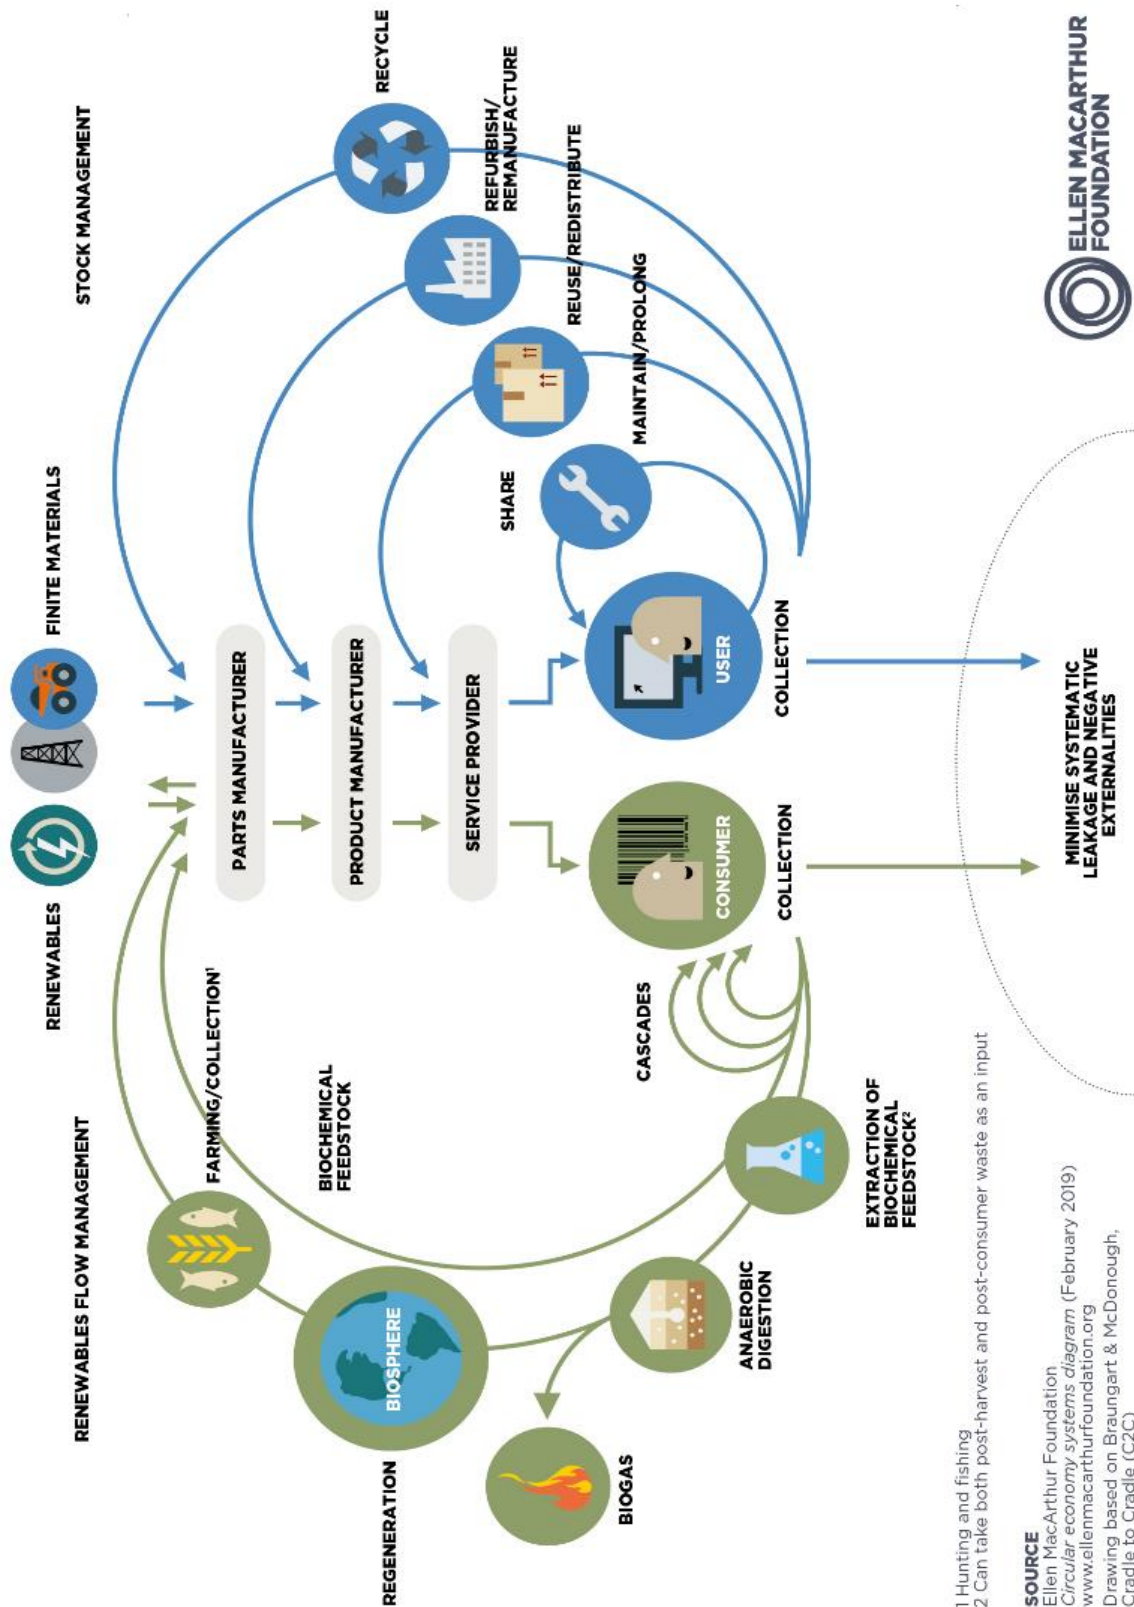 RENEWABLES
FINITE MATERIALS
RENEWABLES FLOW MANAGEMENT
STOCK MANAGEMENT
FARMING/COLLECTION¹
PARTS MANUFACTURER
RECYCLE
BIOCHEMICAL
FEEDSTOCK
PRODUCT MANUFACTURER
REFURBISH/
REMANUFACTURE
REGENERATION
BIOSPHERE
SERVICE PROVIDER
REUSE/REDISTRIBUTE
SHARE
MAINTAIN/PROLONG
CASCADES
BIOGAS
CONSUMER
USER
ANAEROBIC
DIGESTION
COLLECTION
COLLECTION
EXTRACTION OF
BIOCHEMICAL
FEEDSTOCK²
MINIMISE SYSTEMATIC
LEAKAGE AND NEGATIVE
EXTERNALITIES
1 Hunting and fishing
2 Can take both post-harvest and post-consumer waste as an input
SOURCE
Ellen MacArthur Foundation
Circular economy systems diagram (February 2019)
www.ellenmacarthurfoundation.org
Drawing based on Braungart & McDonough,
Cradle to Cradle (C2C)
ELLEN MACARTHUR
FOUNDATION